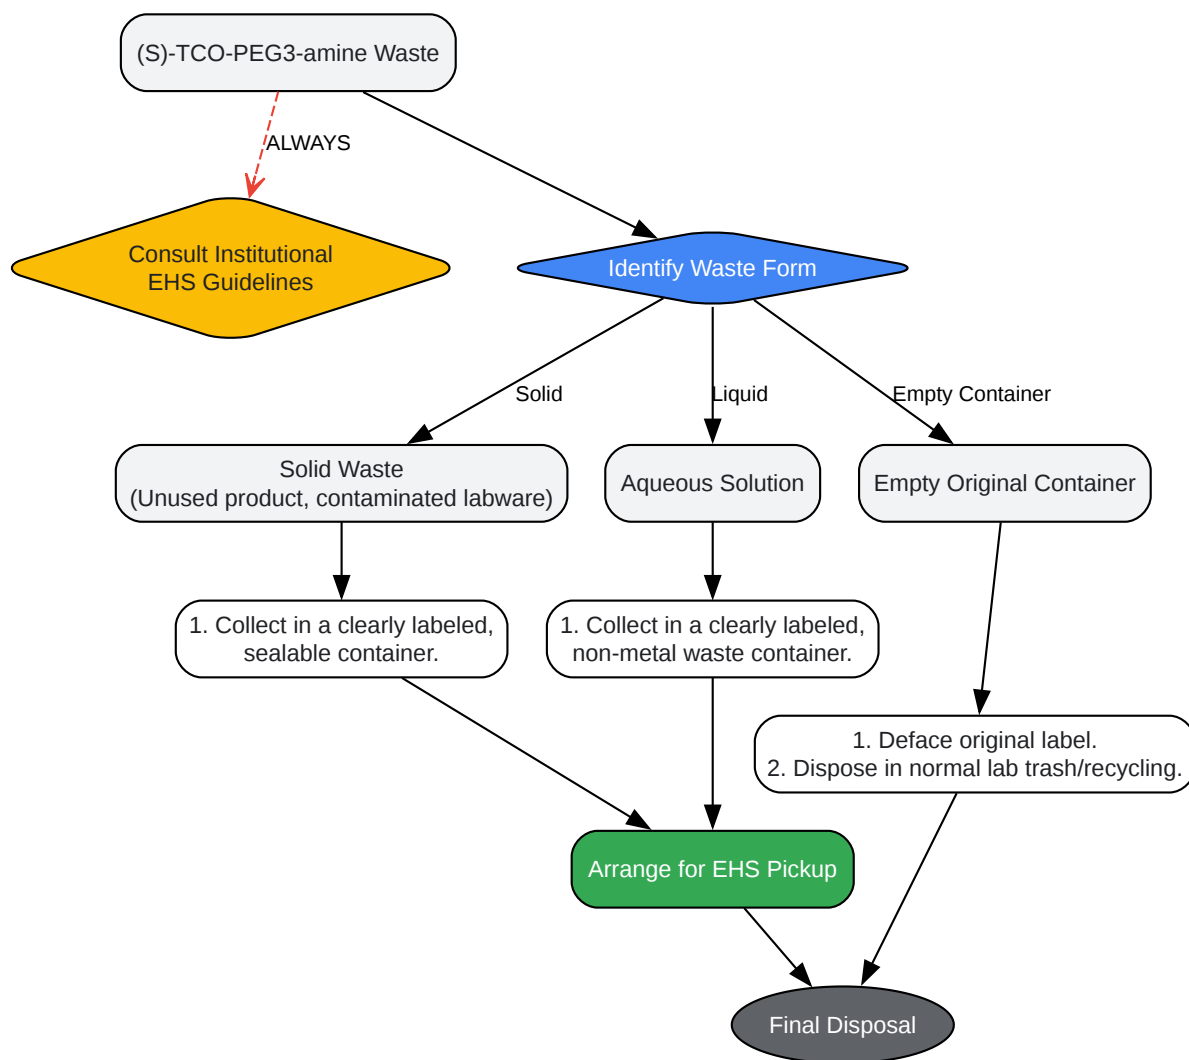 (S)-TCO-PEG3-amine Waste
ALWAYS
Consult Institutional
EHS Guidelines
Identify Waste Form
Solid
Liquid
Empty Container
Solid Waste
(Unused product, contaminated labware)
Aqueous Solution
Empty Original Container
1. Collect in a clearly labeled,
sealable container.
1. Collect in a clearly labeled,
non-metal waste container.
1. Deface original label.
2. Dispose in normal lab trash/recycling.
Arrange for EHS Pickup
Final Disposal